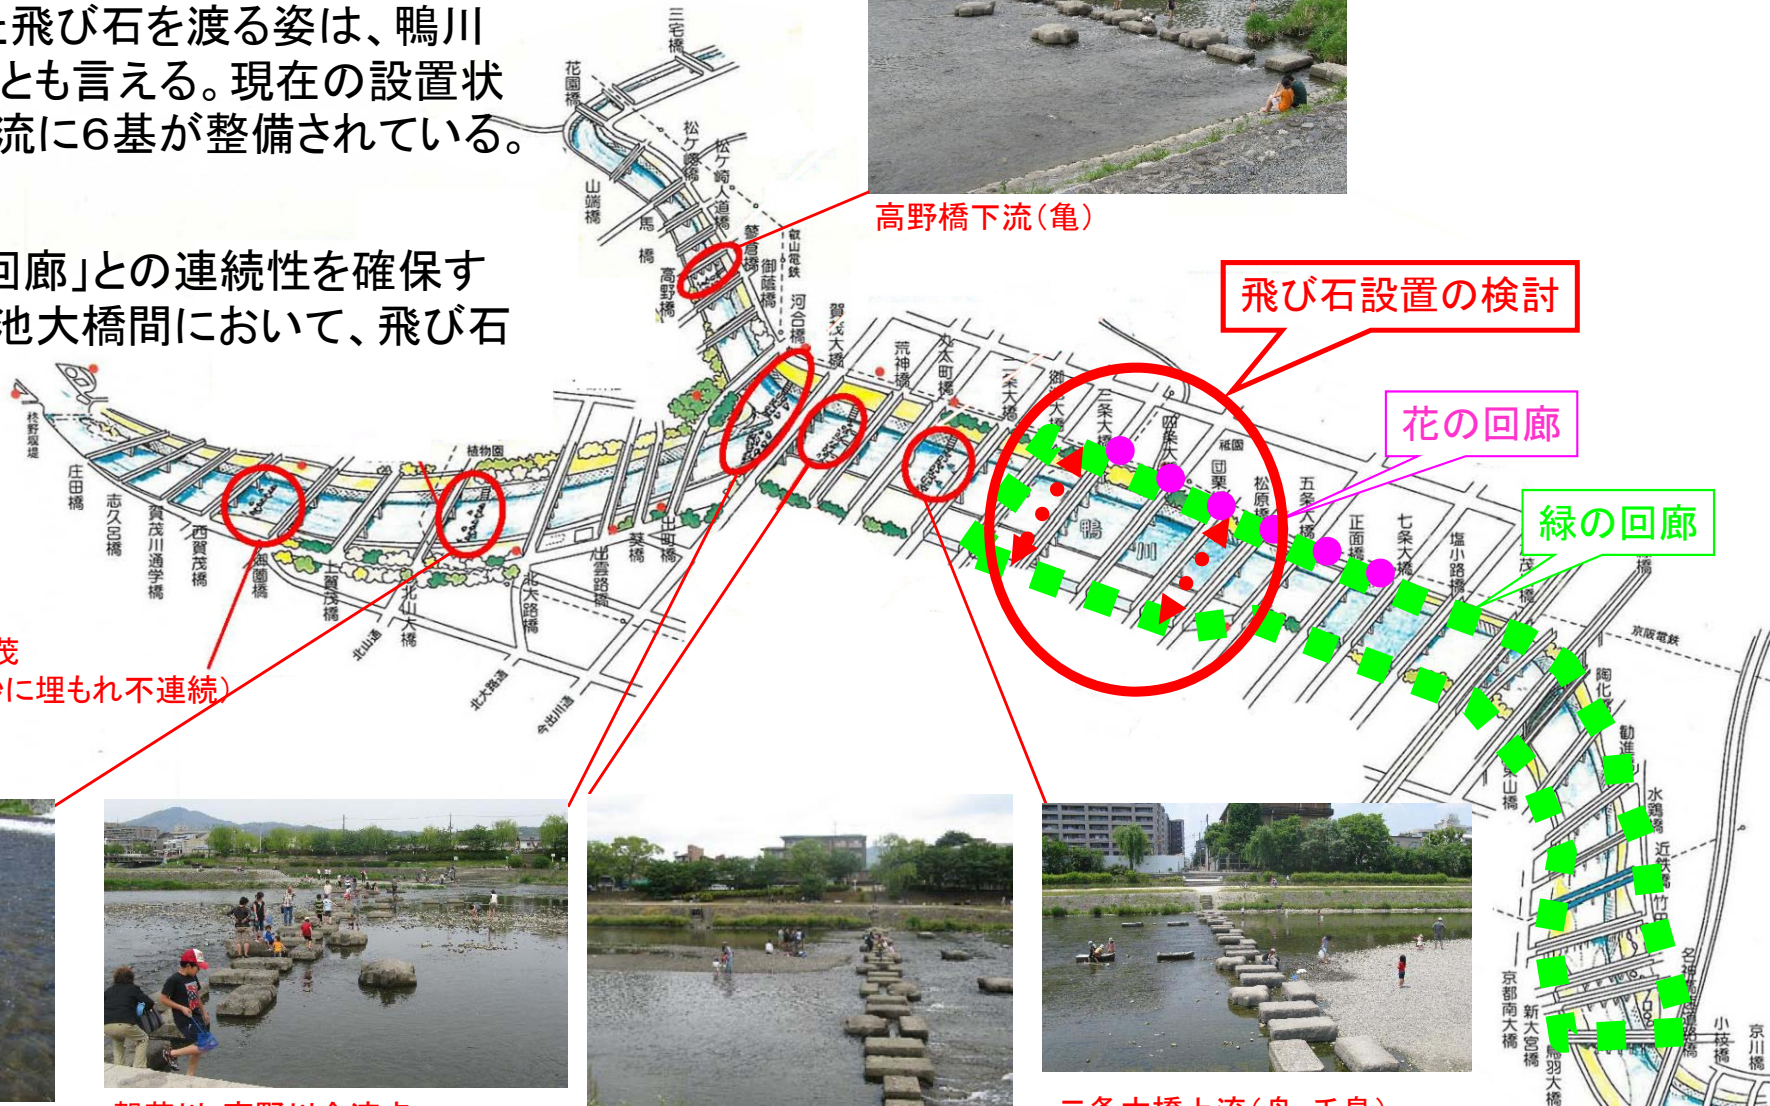 飛び石を渡る姿は、鴨川
とも言える。現在の設置状
流に６基が整備されている。
回廊」との連続性を確保す
池大橋間において、飛び石
高野橋下流（亀）
飛び石設置の検討
花の回廊
緑の回廊
三宅橋
花園橋
松ケ崎橋
松ケ崎人道橋
山端橋
馬橋
高野橋
叡山電鉄
御蔭橋
河合橋
賀茂大橋
荒神橋
丸太町橋
二条大橋
御池大橋
三条大橋
四条大橋
祇園
団栗
松原橋
五条大橋
正面橋
七条大橋
塩小路橋
鴨川
柊野堰堤
庄田橋
志久呂橋
賀茂川通学橋
西賀茂橋
御園橋
上賀茂橋
北山大橋
植物園
北大路橋
出雲路橋
葵橋
出町橋
北山通
北大路通
今出川通
京阪電鉄
陶化
勧進
水鶏橋
近鉄橋
竹田
東山橋
京都南大橋
新大宮橋
鳥羽大橋
小枝橋
京川橋
茂
に埋もれ不連続）